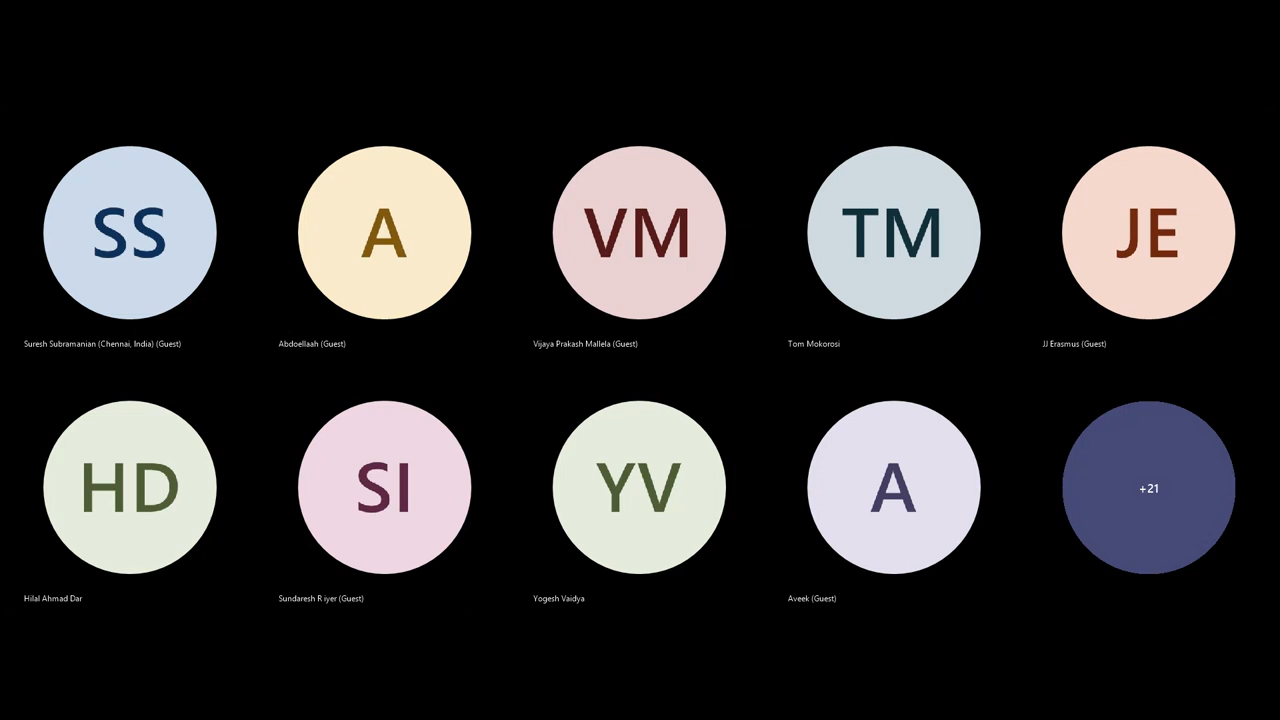 SS
A
VM
TM
JE
Suresh Subramanian (Chennai, India) (Guest)
Abdoellaah (Guest)
Vijaya Prakash Mallela (Guest)
Tom Mokorosi
JJ Erasmus (Guest)
HD
SI
YV
A
+21
Hilal Ahmad Dar
Sundaresh R iyer (Guest)
Yogesh Vaidya
Aveek (Guest)